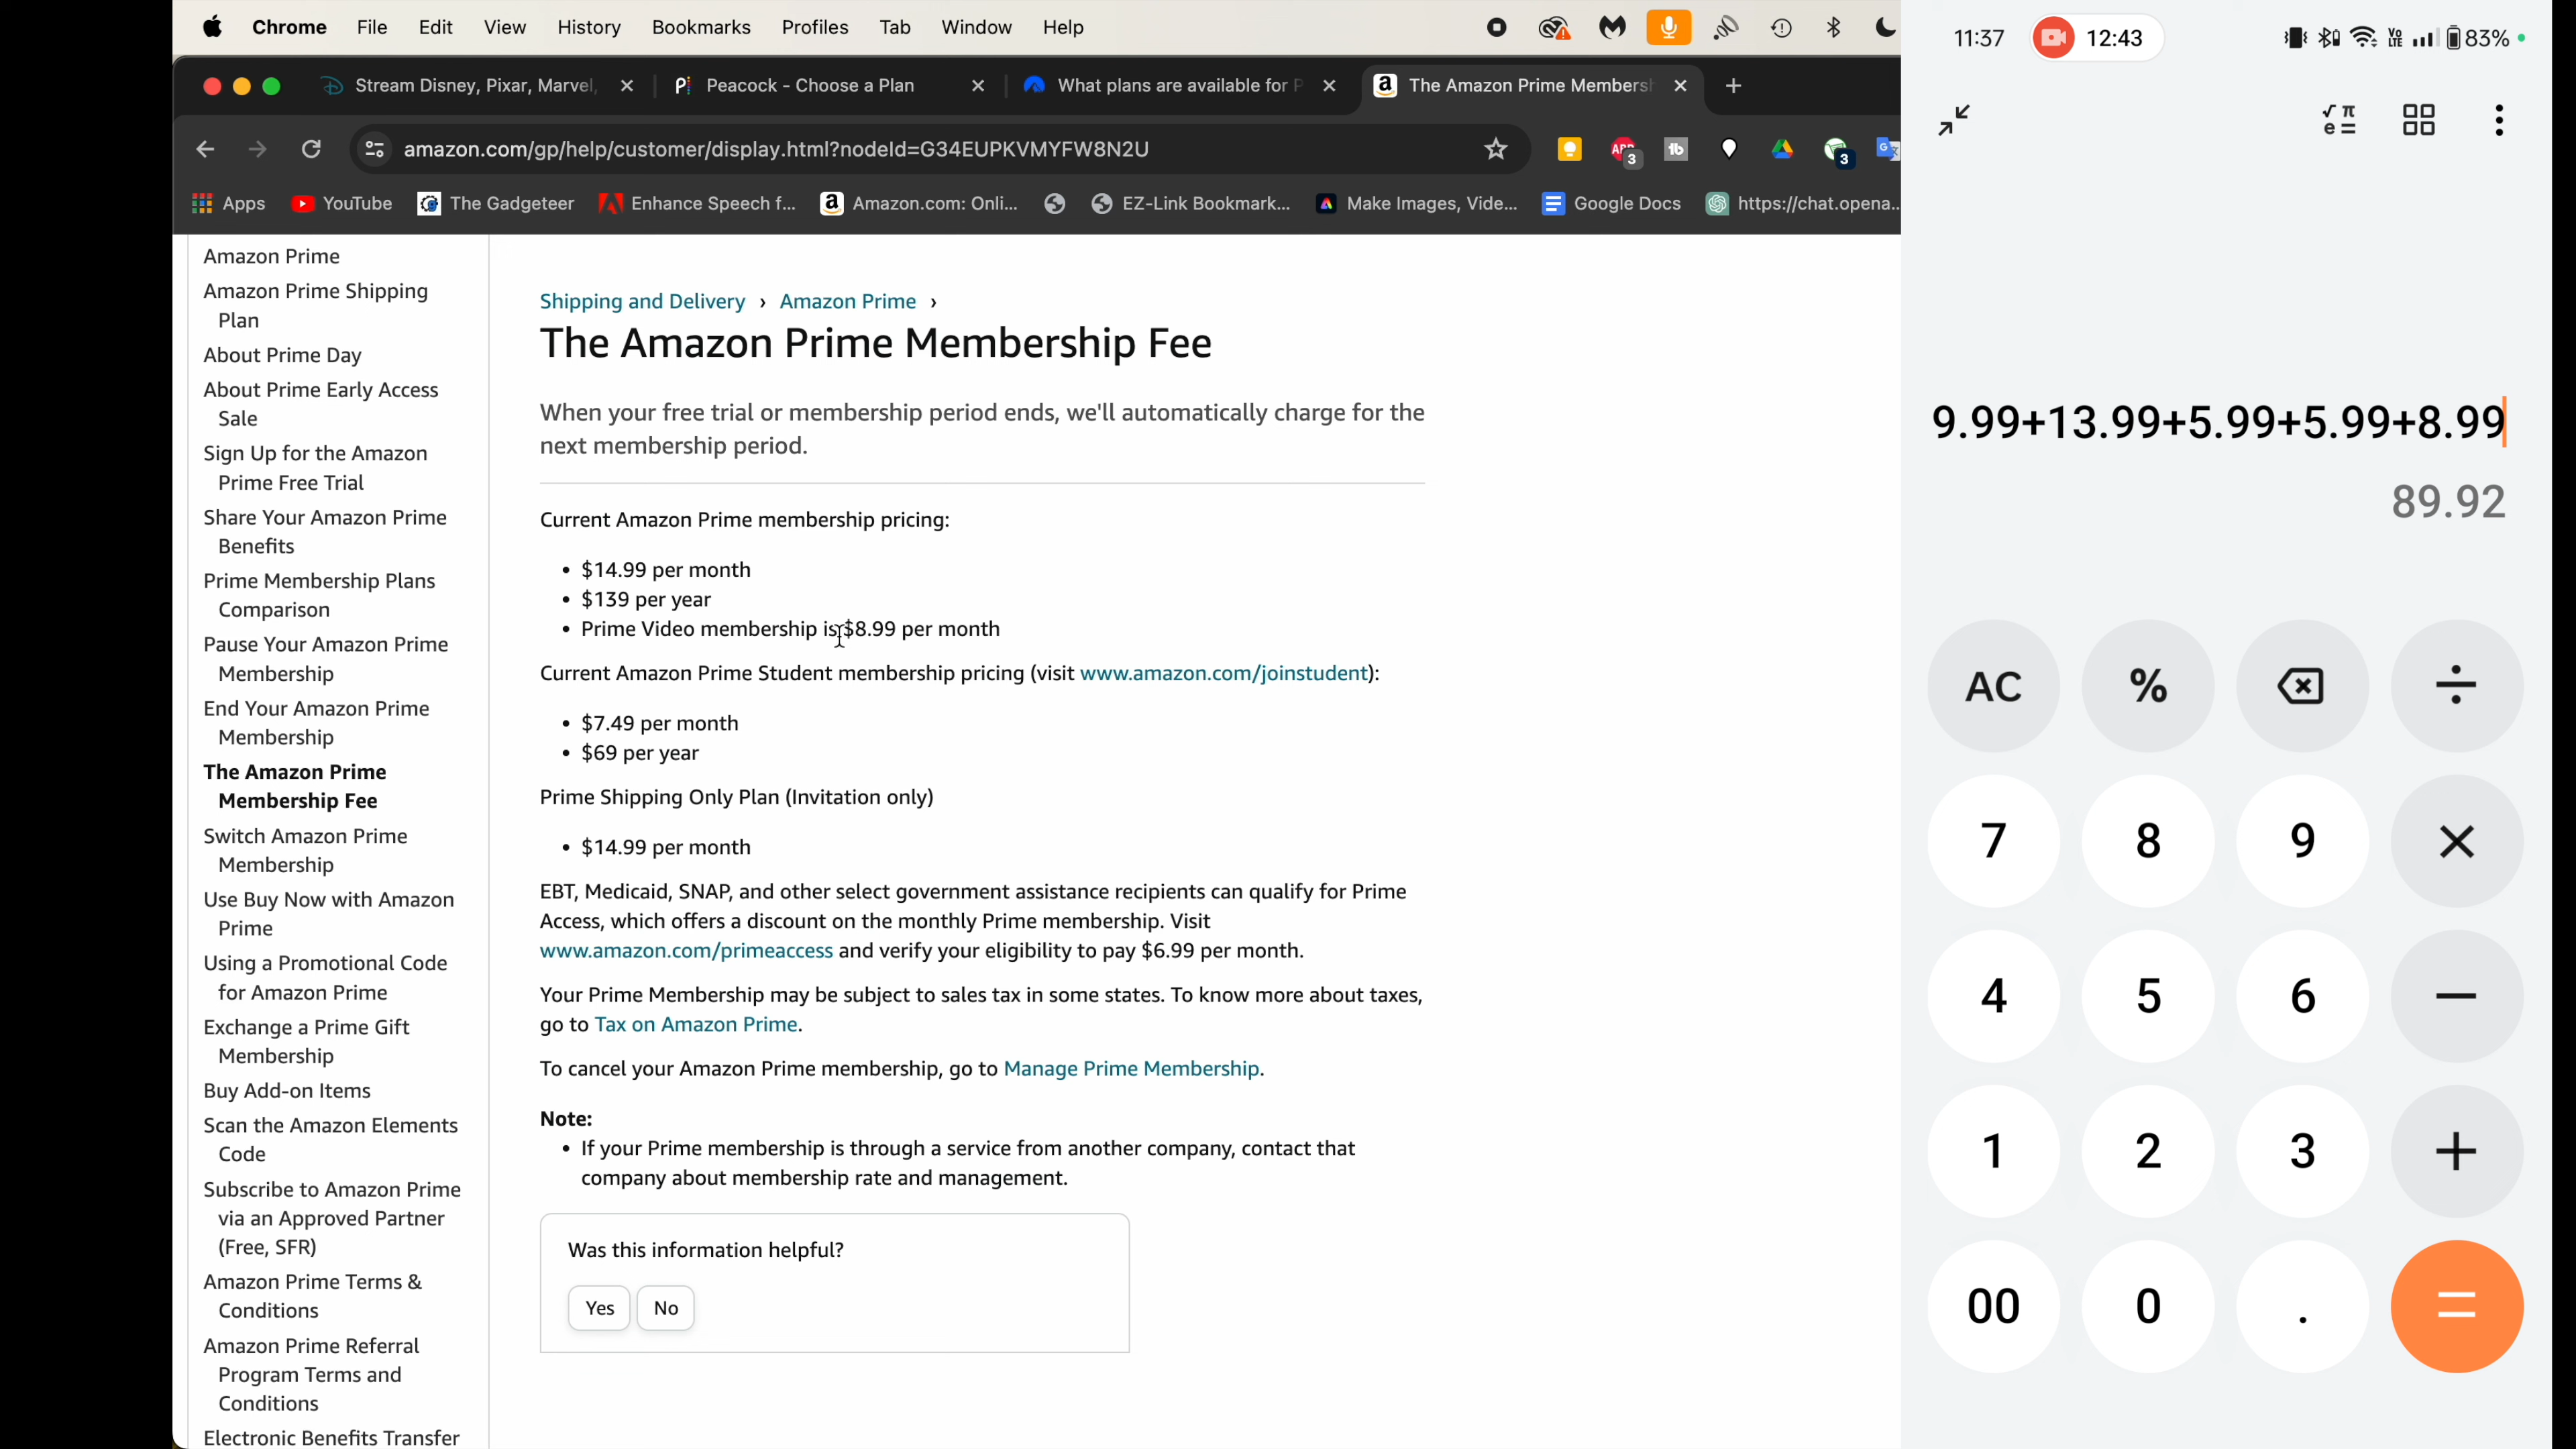 Chrome File Edit View History Bookmarks Profiles Tab Window Help
Stream Disney, Pixar, Marvel,
Peacock - Choose a Plan
What plans are available for P
The Amazon Prime Membersh
amazon.com/gp/help/customer/display.html?nodeId=G34EUPKVMYFW8N2U
ABP 3
3
Apps YouTube The Gadgeteer Enhance Speech f... Amazon.com: Onli... EZ-Link Bookmark... Make Images, Vide... Google Docs https://chat.opena...
Amazon Prime
Amazon Prime Shipping
Plan
About Prime Day
About Prime Early Access
Sale
Sign Up for the Amazon
Prime Free Trial
Share Your Amazon Prime
Benefits
Prime Membership Plans
Comparison
Pause Your Amazon Prime
Membership
End Your Amazon Prime
Membership
The Amazon Prime
Membership Fee
Switch Amazon Prime
Membership
Use Buy Now with Amazon
Prime
Using a Promotional Code
for Amazon Prime
Exchange a Prime Gift
Membership
Buy Add-on Items
Scan the Amazon Elements
Code
Subscribe to Amazon Prime
via an Approved Partner
(Free, SFR)
Amazon Prime Terms &
Conditions
Amazon Prime Referral
Program Terms and
Conditions
Electronic Benefits Transfer
Shipping and Delivery › Amazon Prime ›
The Amazon Prime Membership Fee
When your free trial or membership period ends, we'll automatically charge for the
next membership period.
Current Amazon Prime membership pricing:
• $14.99 per month
• $139 per year
• Prime Video membership is $8.99 per month
Current Amazon Prime Student membership pricing (visit www.amazon.com/joinstudent):
• $7.49 per month
• $69 per year
Prime Shipping Only Plan (Invitation only)
• $14.99 per month
EBT, Medicaid, SNAP, and other select government assistance recipients can qualify for Prime
Access, which offers a discount on the monthly Prime membership. Visit
www.amazon.com/primeaccess and verify your eligibility to pay $6.99 per month.
Your Prime Membership may be subject to sales tax in some states. To know more about taxes,
go to Tax on Amazon Prime.
To cancel your Amazon Prime membership, go to Manage Prime Membership.
Note:
• If your Prime membership is through a service from another company, contact that
company about membership rate and management.
Was this information helpful?
Yes No
11:37 12:43 Vo LTE 83%
√ π
e =
9.99+13.99+5.99+5.99+8.99
89.92
AC % ÷
7 8 9 ×
4 5 6 −
1 2 3 +
00 0 . =